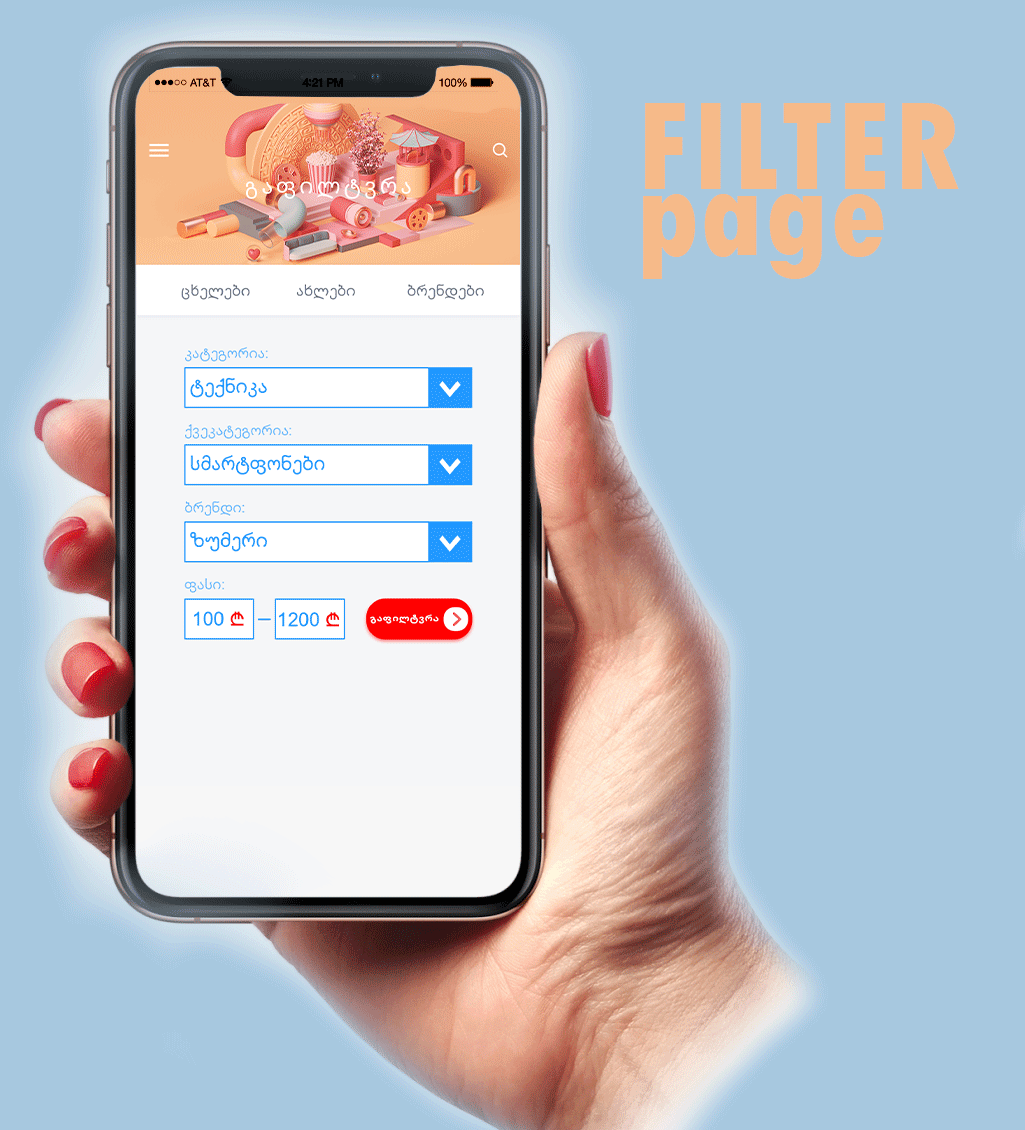 AT&T 4:21 PM 100%
FILTER
page
გაფილტვრა
ცხელები ახლები ბრენდები
კატეგორია:
ტექნიკა
ქვეკატეგორია:
სმარტფონები
ბრენდი:
ზუმერი
ფასი:
100 ₾ – 1200 ₾ გაფილტვრა